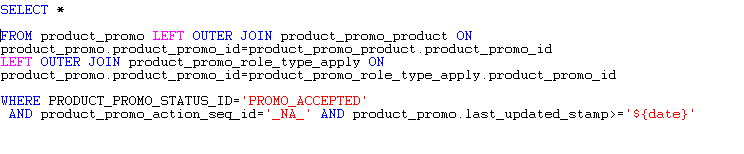 SELECT *
FROM product_promo LEFT OUTER JOIN product_promo_product ON
product_promo.product_promo_id=product_promo_product.product_promo_id
LEFT OUTER JOIN product_promo_role_type_apply ON
product_promo.product_promo_id=product_promo_role_type_apply.product_promo_id
WHERE PRODUCT_PROMO_STATUS_ID='PROMO_ACCEPTED'
AND product_promo_action_seq_id='_NA_' AND product_promo.last_updated_stamp>='${date}'